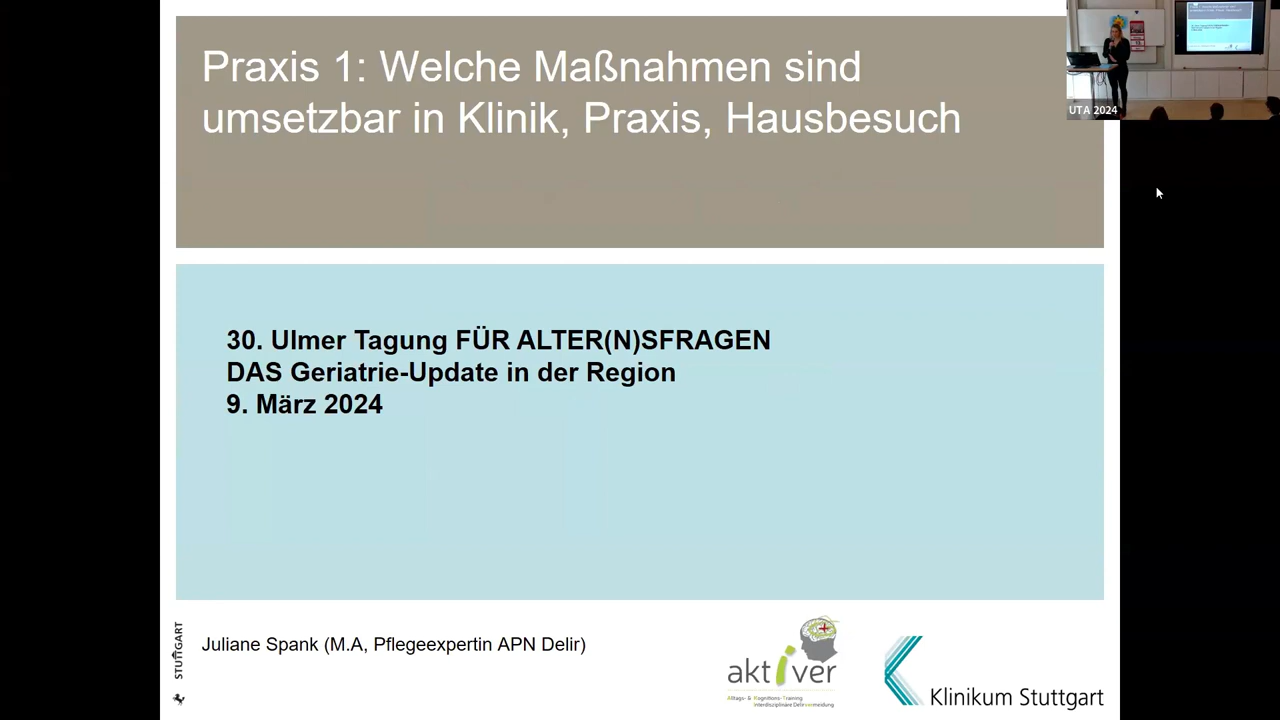 Praxis 1: Welche Maßnahmen sind
umsetzbar in Klinik, Praxis, Hausbesuch
UTA 2024
30. Ulmer Tagung FÜR ALTER(N)SFRAGEN
DAS Geriatrie-Update in der Region
9. März 2024
STUTTGART
Juliane Spank (M.A, Pflegeexpertin APN Delir)
aktiver
Alltags- & Kognitions-Training
Interdisziplinäre Delirvermeidung
Klinikum Stuttgart